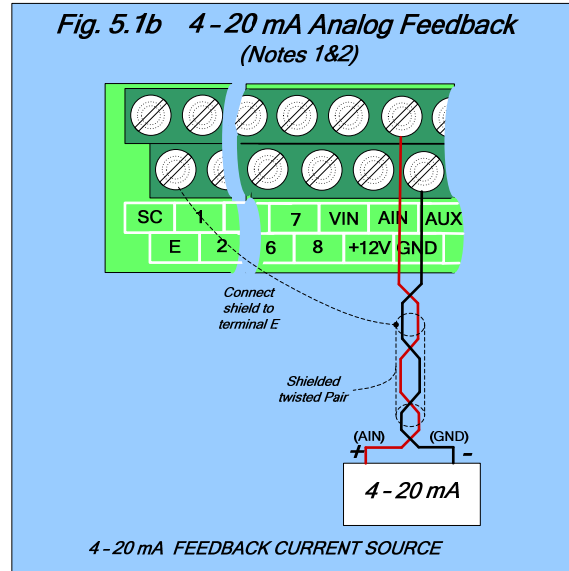 Fig. 5.1b 4 - 20 mA Analog Feedback
(Notes 1&2)
SC 1 7 VIN AIN AUX
E 2 6 8 +12V GND
Connect
shield to
terminal E
Shielded
twisted Pair
(AIN) (GND)
+ -
4 - 20 mA
4 - 20 mA FEEDBACK CURRENT SOURCE